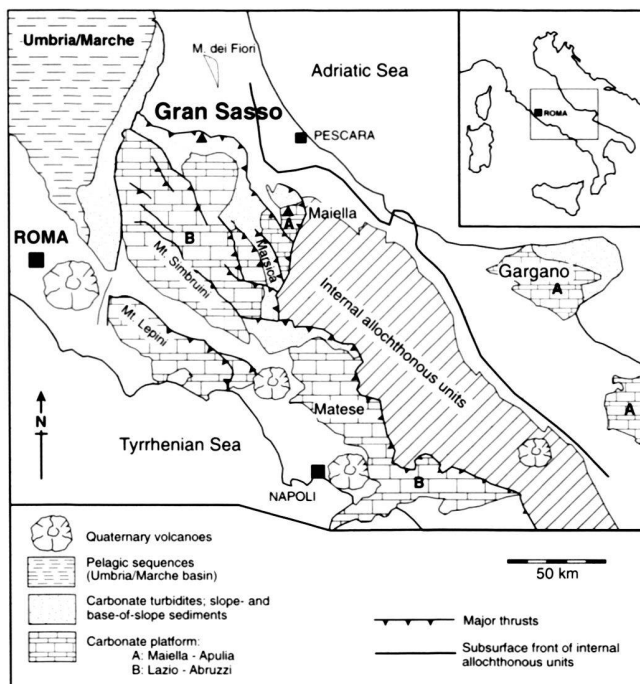 Umbria/Marche
M. dei Fiori
Adriatic Sea
Gran Sasso
PESCARA
ROMA
Maiella
A
B
Marsica
ROMA
Mt. Simbruini
Gargano
A
Mt. Lepini
Internal allochthonous units
A
Matese
N
Tyrrhenian Sea
B
NAPOLI
Quaternary volcanoes
Pelagic sequences
(Umbria/Marche basin)
50 km
Carbonate turbidites; slope- and
base-of-slope sediments
Major thrusts
Carbonate platform:
A: Maiella - Apulia
B: Lazio - Abruzzi
Subsurface front of internal
allochthonous units